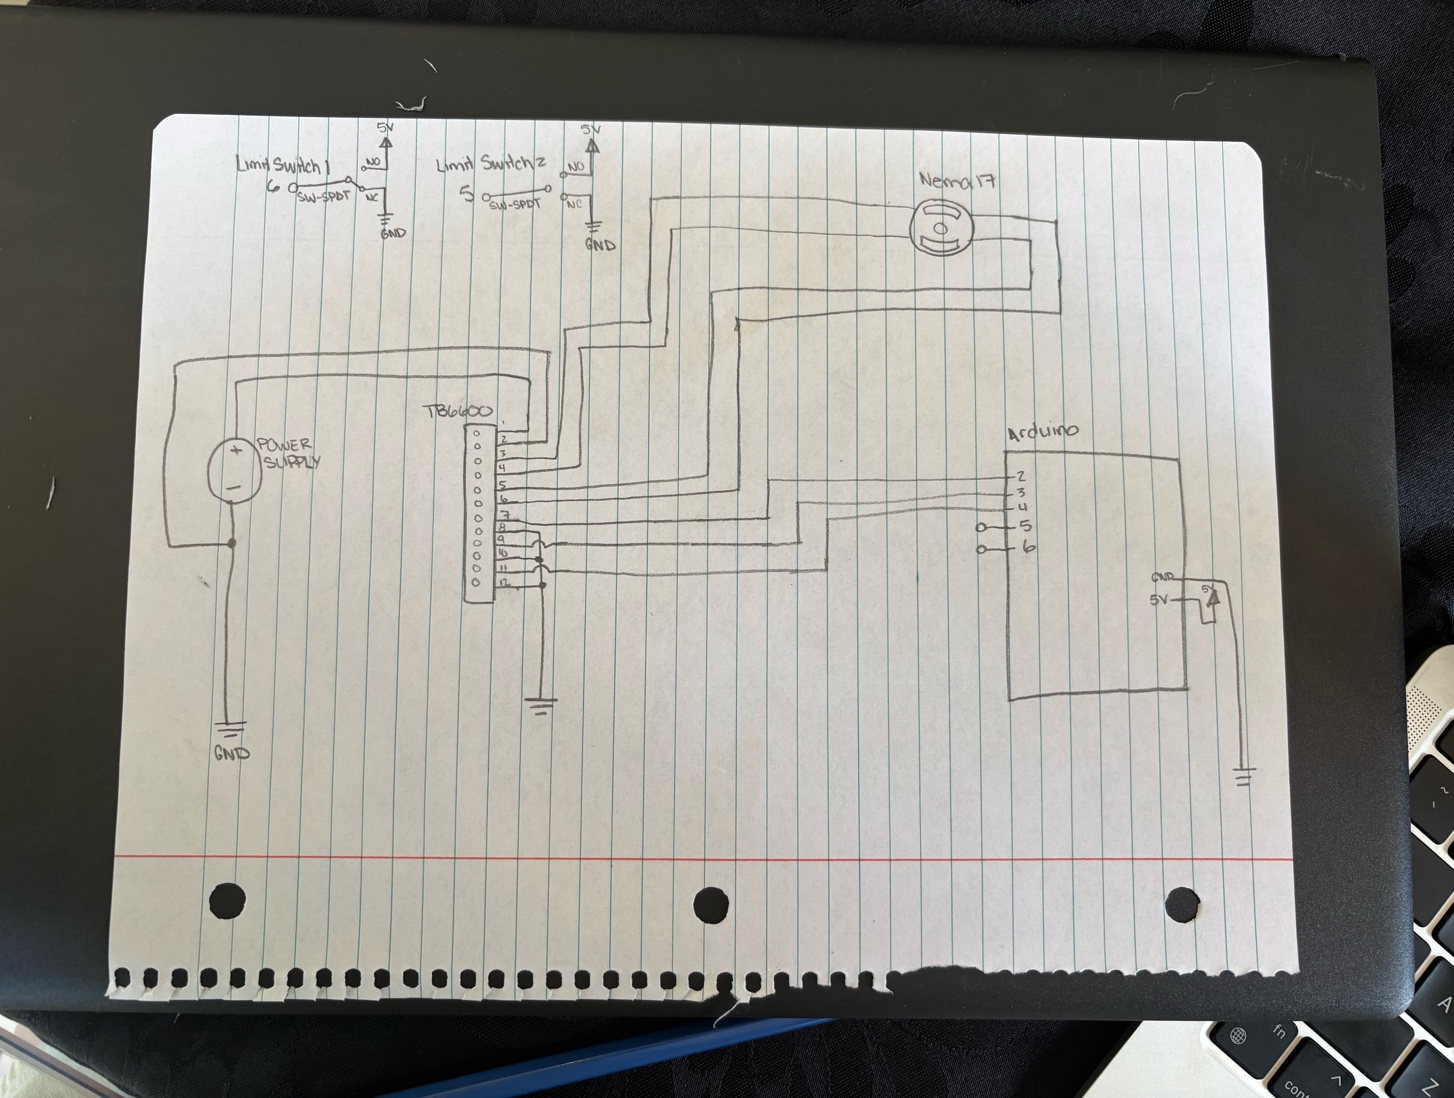 5V
Limit Switch 1
NO
6
SW-SPDT
NC
GND
5V
Limit Switch 2
NO
5
SW-SPDT
NC
GND
Nema 17
TB6600
1
2
3
4
5
6
7
8
9
10
11
12
+
POWER
SUPPLY
-
GND
Arduino
2
3
4
5
6
GND
5V
5V
~
`
A
fn
Z
^